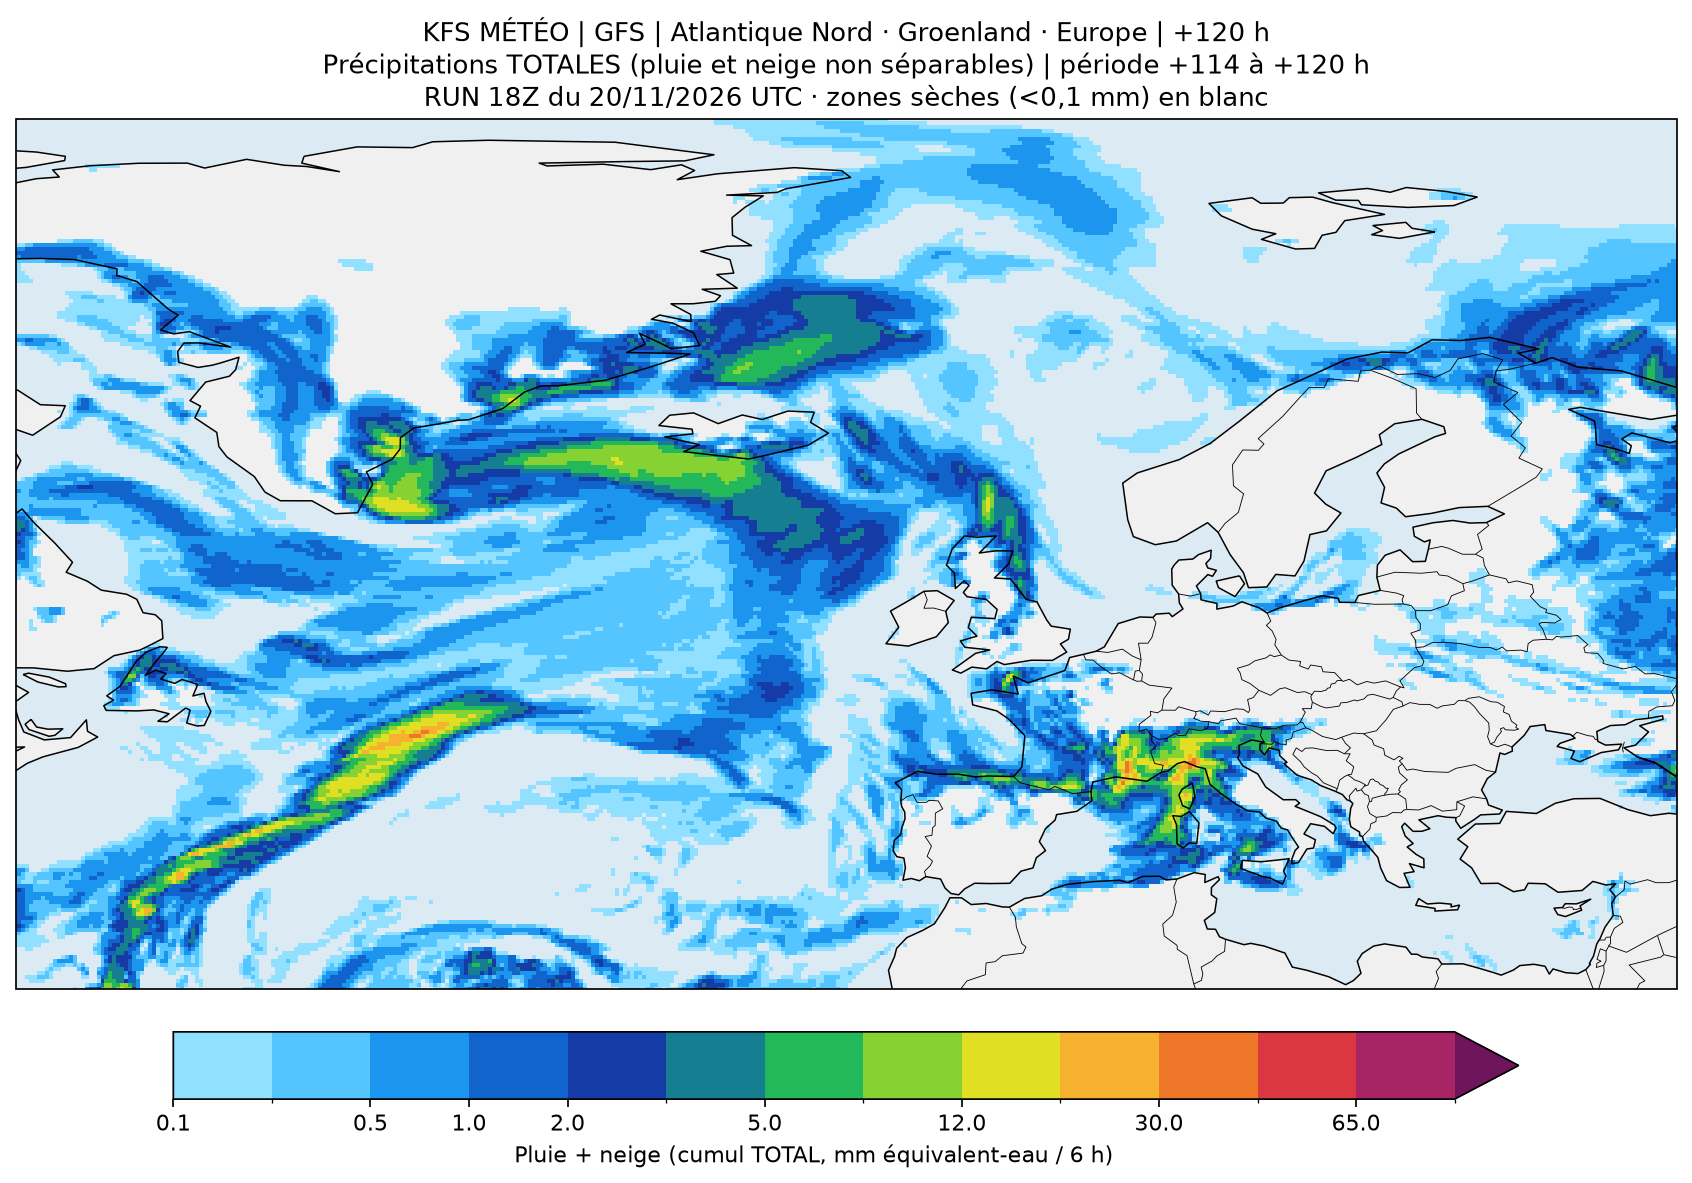 KFS MÉTÉO | GFS | Atlantique Nord · Groenland · Europe | +120 h
Précipitations TOTALES (pluie et neige non séparables) | période +114 à +120 h
RUN 18Z du 20/11/2026 UTC · zones sèches (<0,1 mm) en blanc
0.1 0.5 1.0 2.0 5.0 12.0 30.0 65.0
Pluie + neige (cumul TOTAL, mm équivalent-eau / 6 h)